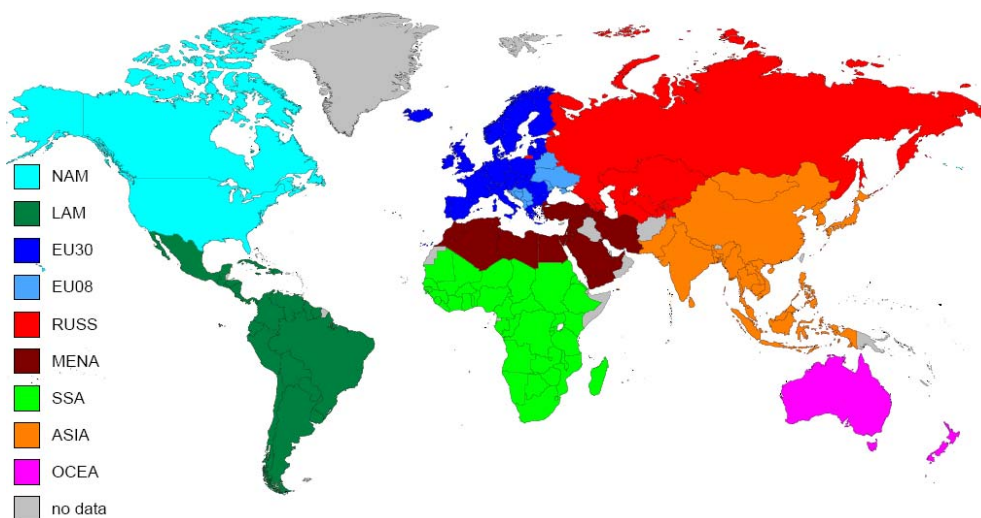 NAM
LAM
EU30
EU08
RUSS
MENA
SSA
ASIA
OCEA
no data